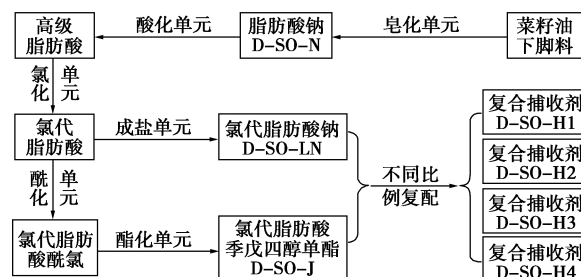 高级
脂肪酸
酸化单元
脂肪酸钠
D-SO-N
皂化单元
菜籽油
下脚料
氯化
单元
氯代
脂肪酸
成盐单元
氯代脂肪酸钠
D-SO-LN
酰化
单元
氯代脂肪
酸酰氯
酯化单元
氯代脂肪酸
季戊四醇单酯
D-SO-J
不同比
例复配
复合捕收剂
D-SO-H1
复合捕收剂
D-SO-H2
复合捕收剂
D-SO-H3
复合捕收剂
D-SO-H4